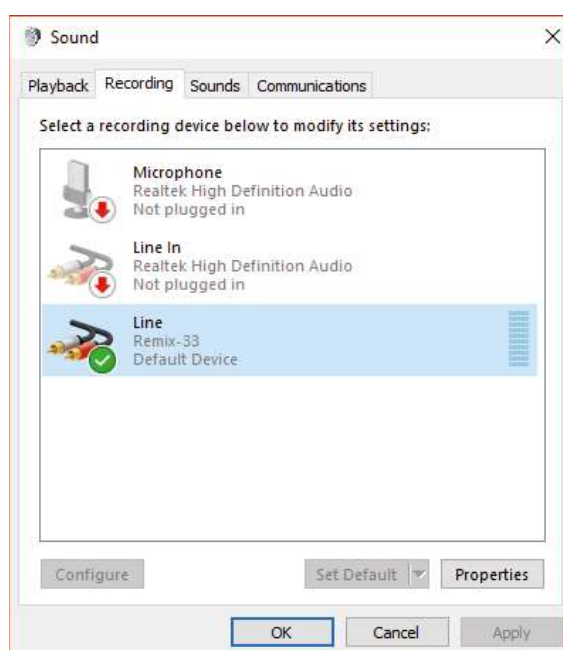 Sound
Playback Recording Sounds Communications
Select a recording device below to modify its settings:
Microphone
Realtek High Definition Audio
Not plugged in
Line In
Realtek High Definition Audio
Not plugged in
Line
Remix-33
Default Device
Configure Set Default Properties
OK Cancel Apply